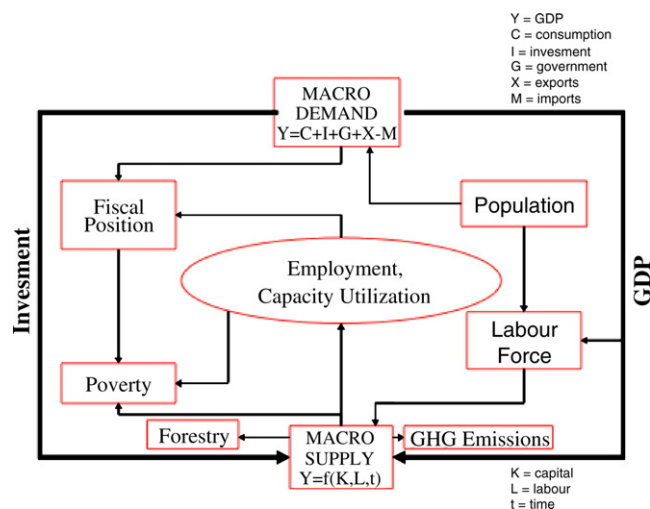 Y = GDP
C = consumption
I = invesment
G = government
X = exports
M = imports
MACRO
DEMAND
Y=C+I+G+X-M
Fiscal
Position
Population
Employment,
Capacity Utilization
Invesment
GDP
Labour
Force
Poverty
Forestry
MACRO
SUPPLY
Y=f(K,L,t)
GHG Emissions
K = capital
L = labour
t = time